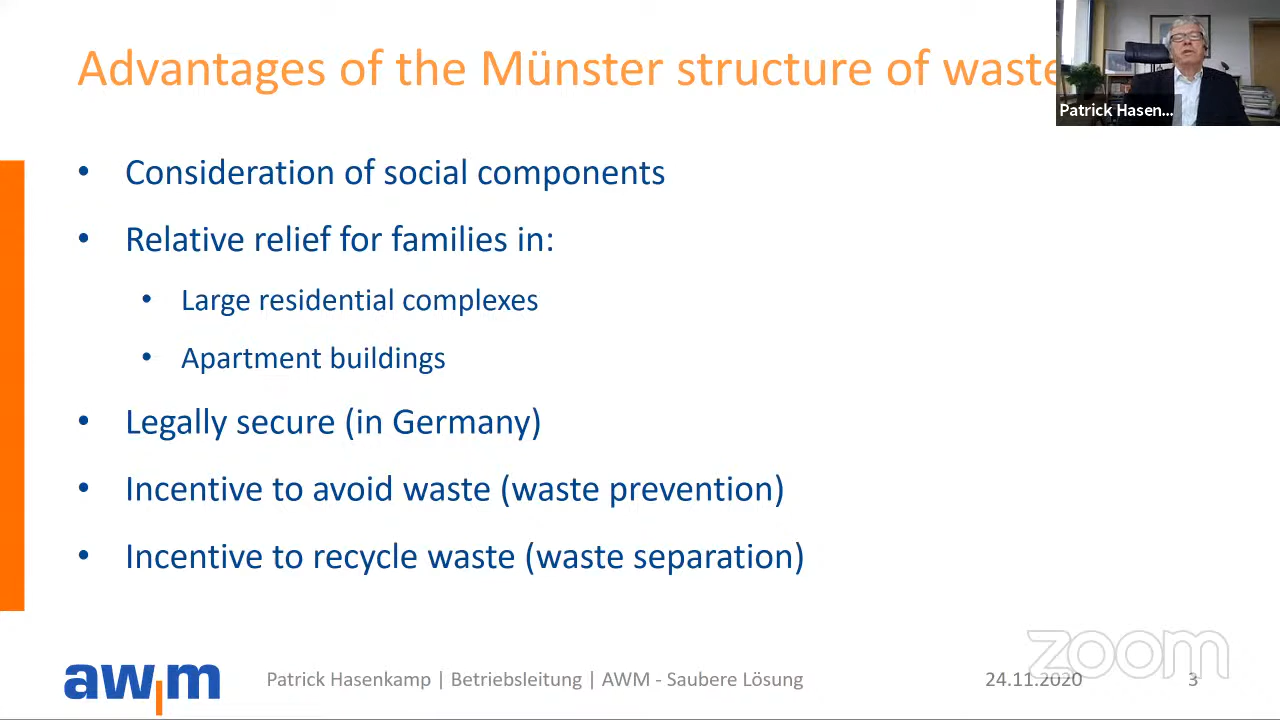 Advantages of the Münster structure of waste
Patrick Hasen...
• Consideration of social components
• Relative relief for families in:
• Large residential complexes
• Apartment buildings
• Legally secure (in Germany)
• Incentive to avoid waste (waste prevention)
• Incentive to recycle waste (waste separation)
zoom
awm
Patrick Hasenkamp | Betriebsleitung | AWM - Saubere Lösung
24.11.2020
3